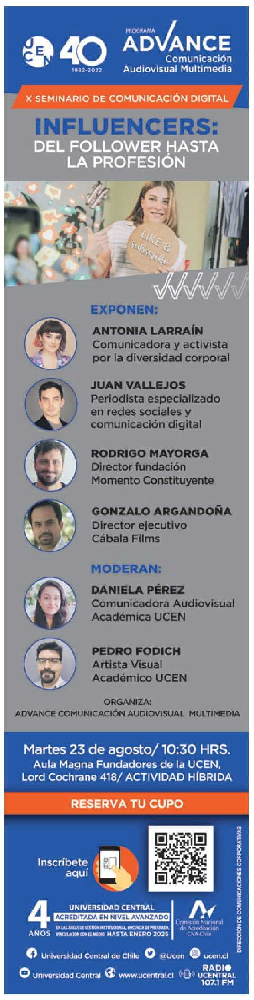 UCEN
40
1982-2022
PROGRAMA
ADVANCE
Comunicación
Audiovisual Multimedia
X SEMINARIO DE COMUNICACIÓN DIGITAL
INFLUENCERS:
DEL FOLLOWER HASTA
LA PROFESIÓN
LIKE &
subscribe
EXPONEN:
ANTONIA LARRAÍN
Comunicadora y activista
por la diversidad corporal
JUAN VALLEJOS
Periodista especializado
en redes sociales y
comunicación digital
RODRIGO MAYORGA
Director fundación
Momento Constituyente
GONZALO ARGANDOÑA
Director ejecutivo
Cábala Films
MODERAN:
DANIELA PÉREZ
Comunicadora Audiovisual
Académica UCEN
PEDRO FODICH
Artista Visual
Académico UCEN
ORGANIZA:
ADVANCE COMUNICACIÓN AUDIOVISUAL MULTIMEDIA
Martes 23 de agosto/ 10:30 HRS.
Aula Magna Fundadores de la UCEN,
Lord Cochrane 418/ ACTIVIDAD HÍBRIDA
RESERVA TU CUPO
Inscríbete
aquí
DIRECCIÓN DE COMUNICACIONES CORPORATIVAS
4
AÑOS
UNIVERSIDAD CENTRAL
ACREDITADA EN NIVEL AVANZADO
EN LAS ÁREAS DE GESTIÓN INSTITUCIONAL, DOCENCIA DE PREGRADO,
VINCULACIÓN CON EL MEDIO HASTA ENERO 2026
Comisión Nacional
de Acreditación
CNA-Chile
Universidad Central de Chile @Ucen ucen.cl
Universidad Central www.ucentral.cl
RADIO
UCENTRAL
107.1 FM